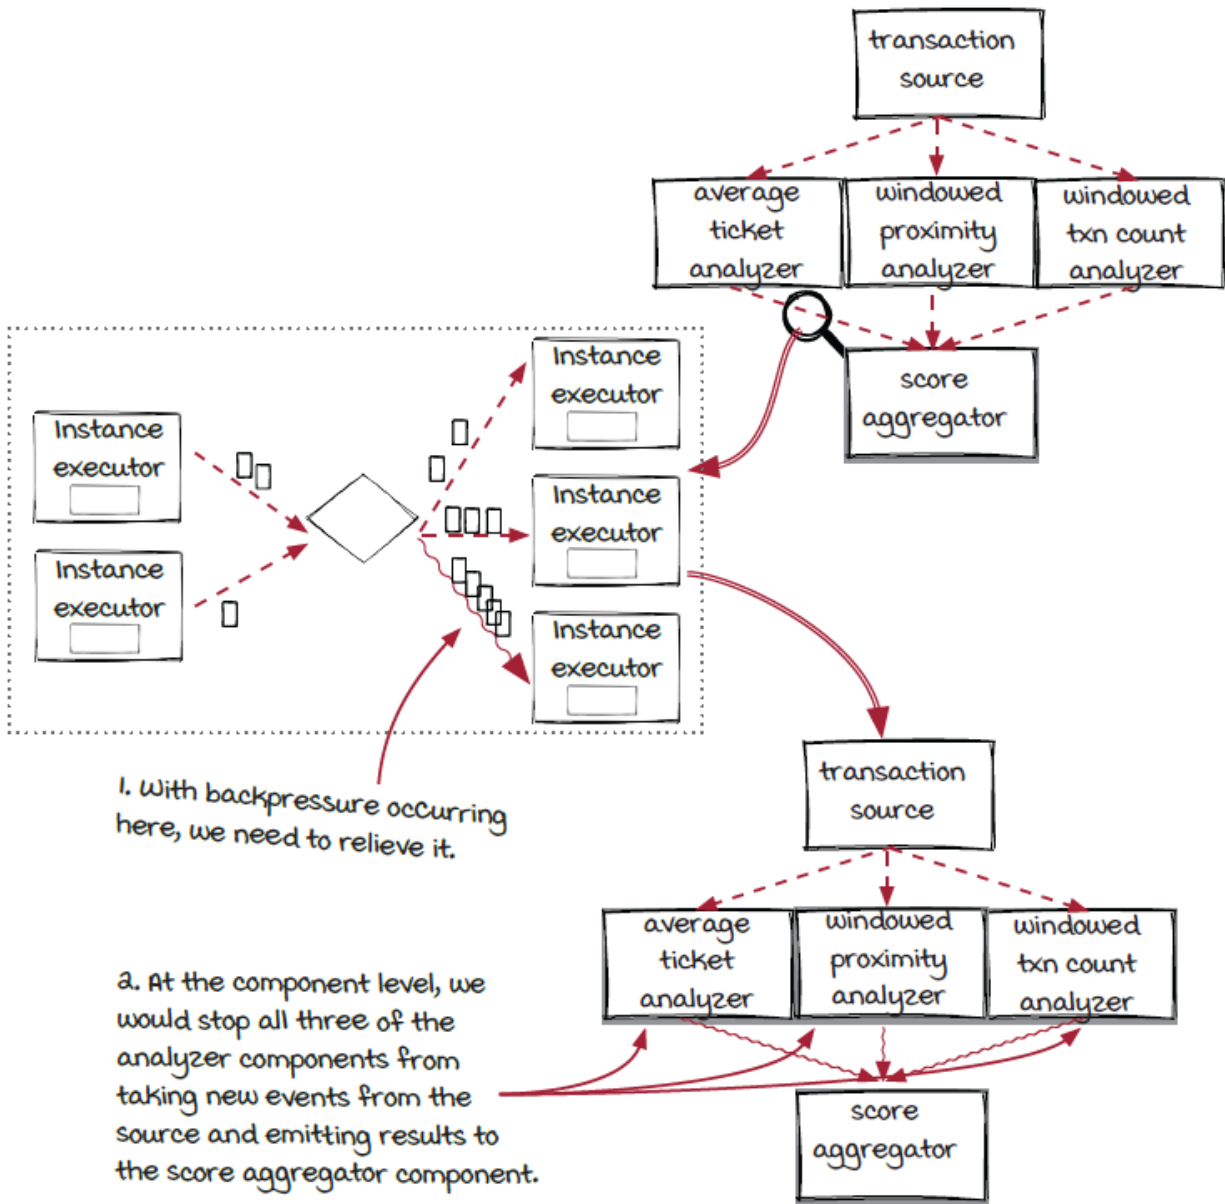 transaction
source
average
ticket
analyzer
windowed
proximity
analyzer
windowed
txn count
analyzer
score
aggregator
Instance
executor
Instance
executor
Instance
executor
Instance
executor
Instance
executor
1. With backpressure occurring
here, we need to relieve it.
transaction
source
average
ticket
analyzer
windowed
proximity
analyzer
windowed
txn count
analyzer
score
aggregator
2. At the component level, we
would stop all three of the
analyzer components from
taking new events from the
source and emitting results to
the score aggregator component.